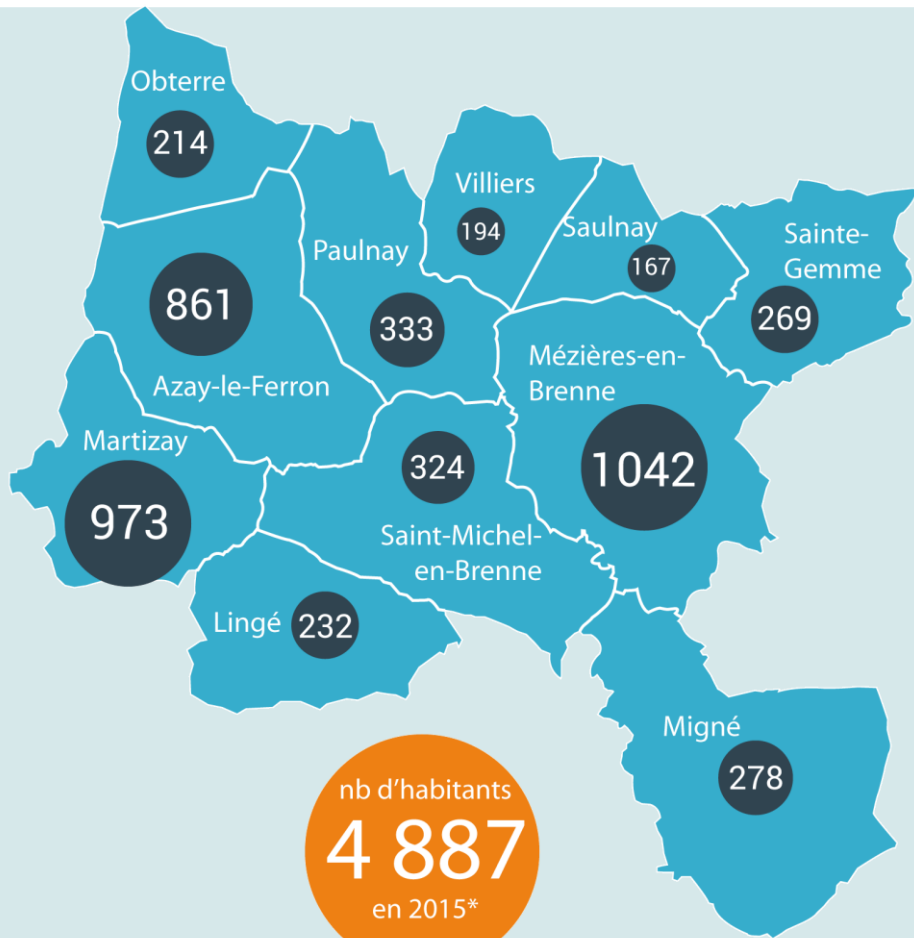 Obterre
214
Villiers
194
Saulnay
167
Sainte-
Gemme
269
Paulnay
333
861
Azay-le-Ferron
Mézières-en-
Brenne
1042
Martizay
973
324
Saint-Michel-
en-Brenne
Lingé
232
Migné
278
nb d'habitants
4 887
en 2015*